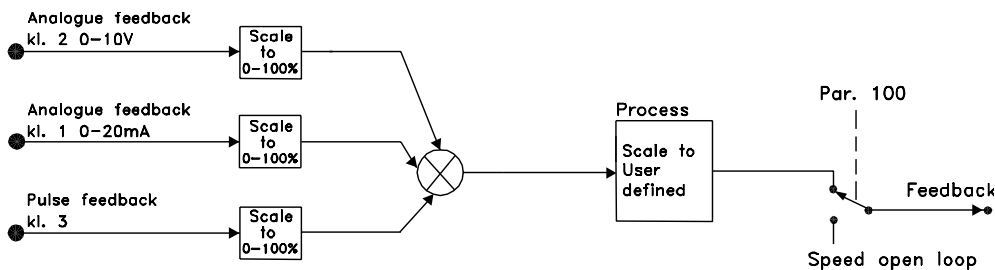 Analogue feedback
kl. 2 0-10V
Scale
to
0-100%
Analogue feedback
kl. 1 0-20mA
Scale
to
0-100%
Pulse feedback
kl. 3
Scale
to
0-100%
Process
Scale to
User
defined
Par. 100
Feedback
Speed open loop